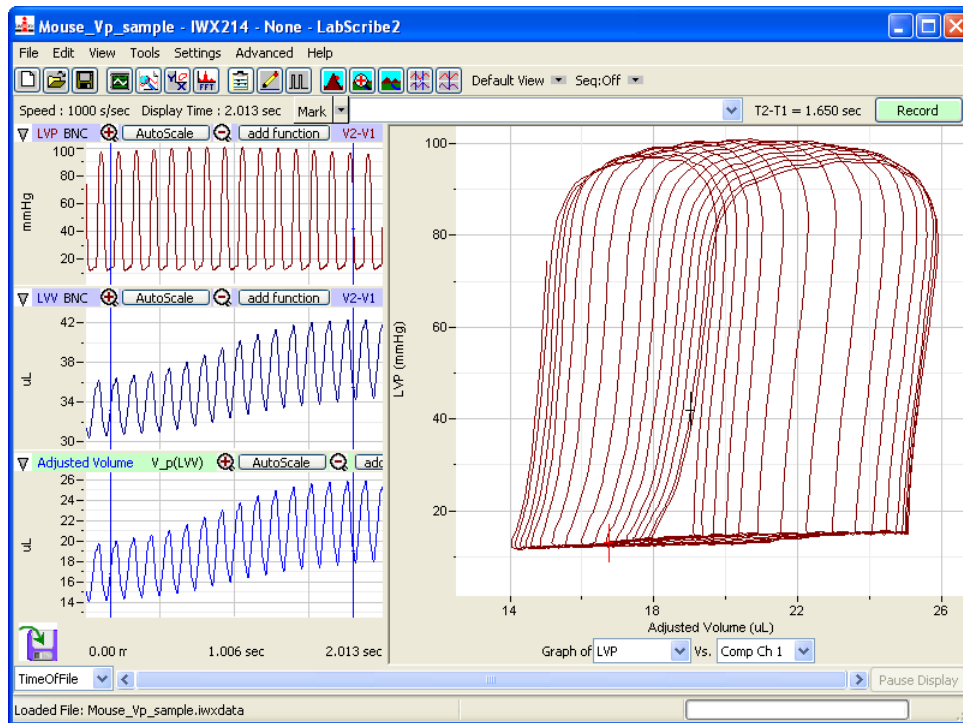 Mouse_Vp_sample - IWX214 - None - LabScribe2
File Edit View Tools Settings Advanced Help
FFT Default View Seq:Off
Speed : 1000 s/sec Display Time : 2.013 sec Mark T2-T1 = 1.650 sec Record
LVP BNC AutoScale add function V2-V1
100
80
60
40
20
mmHg
LVV BNC AutoScale add function V2-V1
42
38
34
30
uL
Adjusted Volume V_p(LVV) AutoScale add
26
24
22
20
18
16
14
uL
0.00 rr 1.006 sec 2.013 sec
100
80
60
40
20
LVP (mmHg)
14 18 22 26
Adjusted Volume (uL)
Graph of LVP Vs. Comp Ch 1
TimeOfFile Pause Display
Loaded File: Mouse_Vp_sample.iwxdata